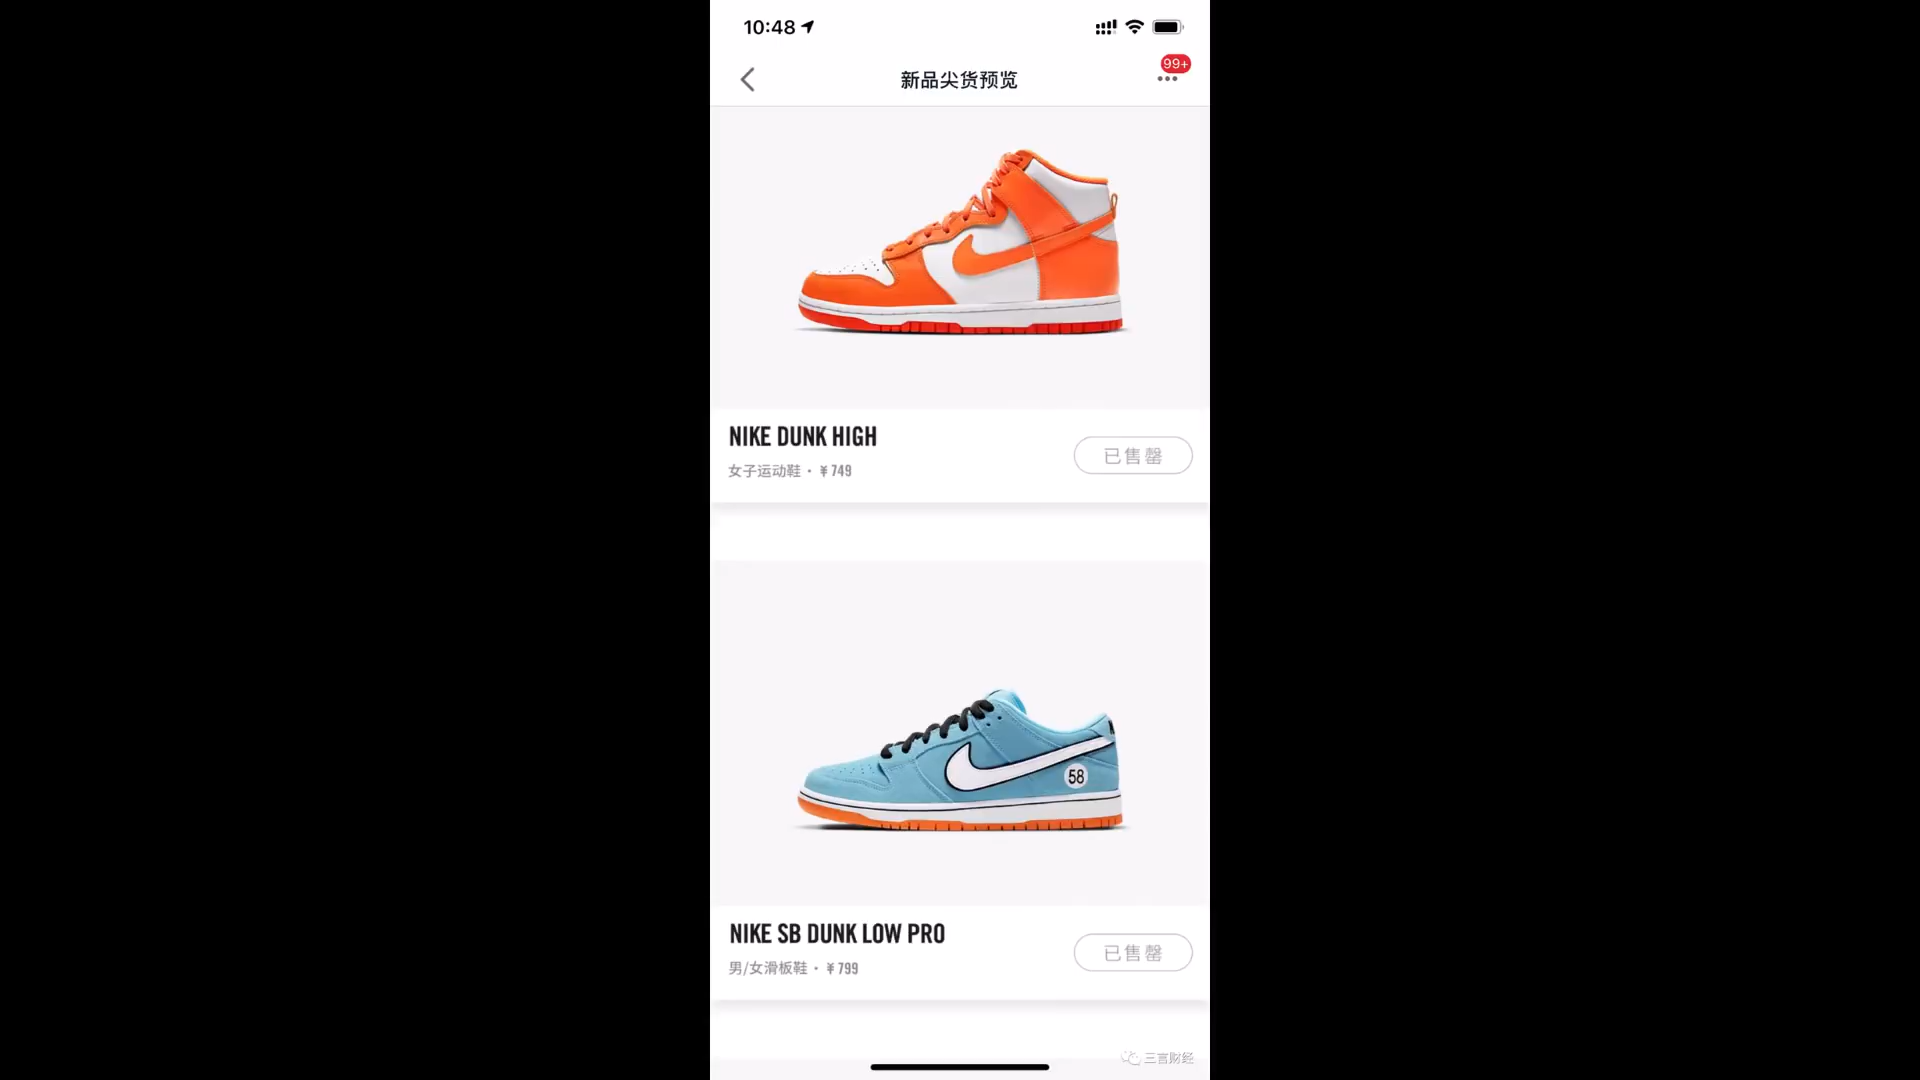 10:48
99+
新品尖货预览
NIKE DUNK HIGH
女子运动鞋 · ¥ 749
已售罄
58
NIKE SB DUNK LOW PRO
男/女滑板鞋 · ¥ 799
已售罄
三言财经